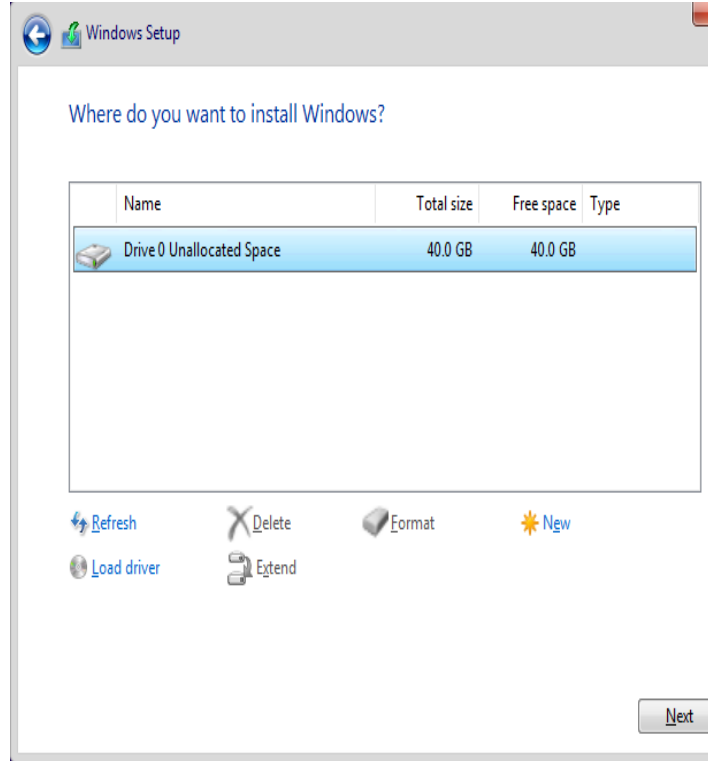 Windows Setup
Where do you want to install Windows?
Name Total size Free space Type
Drive 0 Unallocated Space 40.0 GB 40.0 GB
Refresh Delete Format New
Load driver Extend
Next